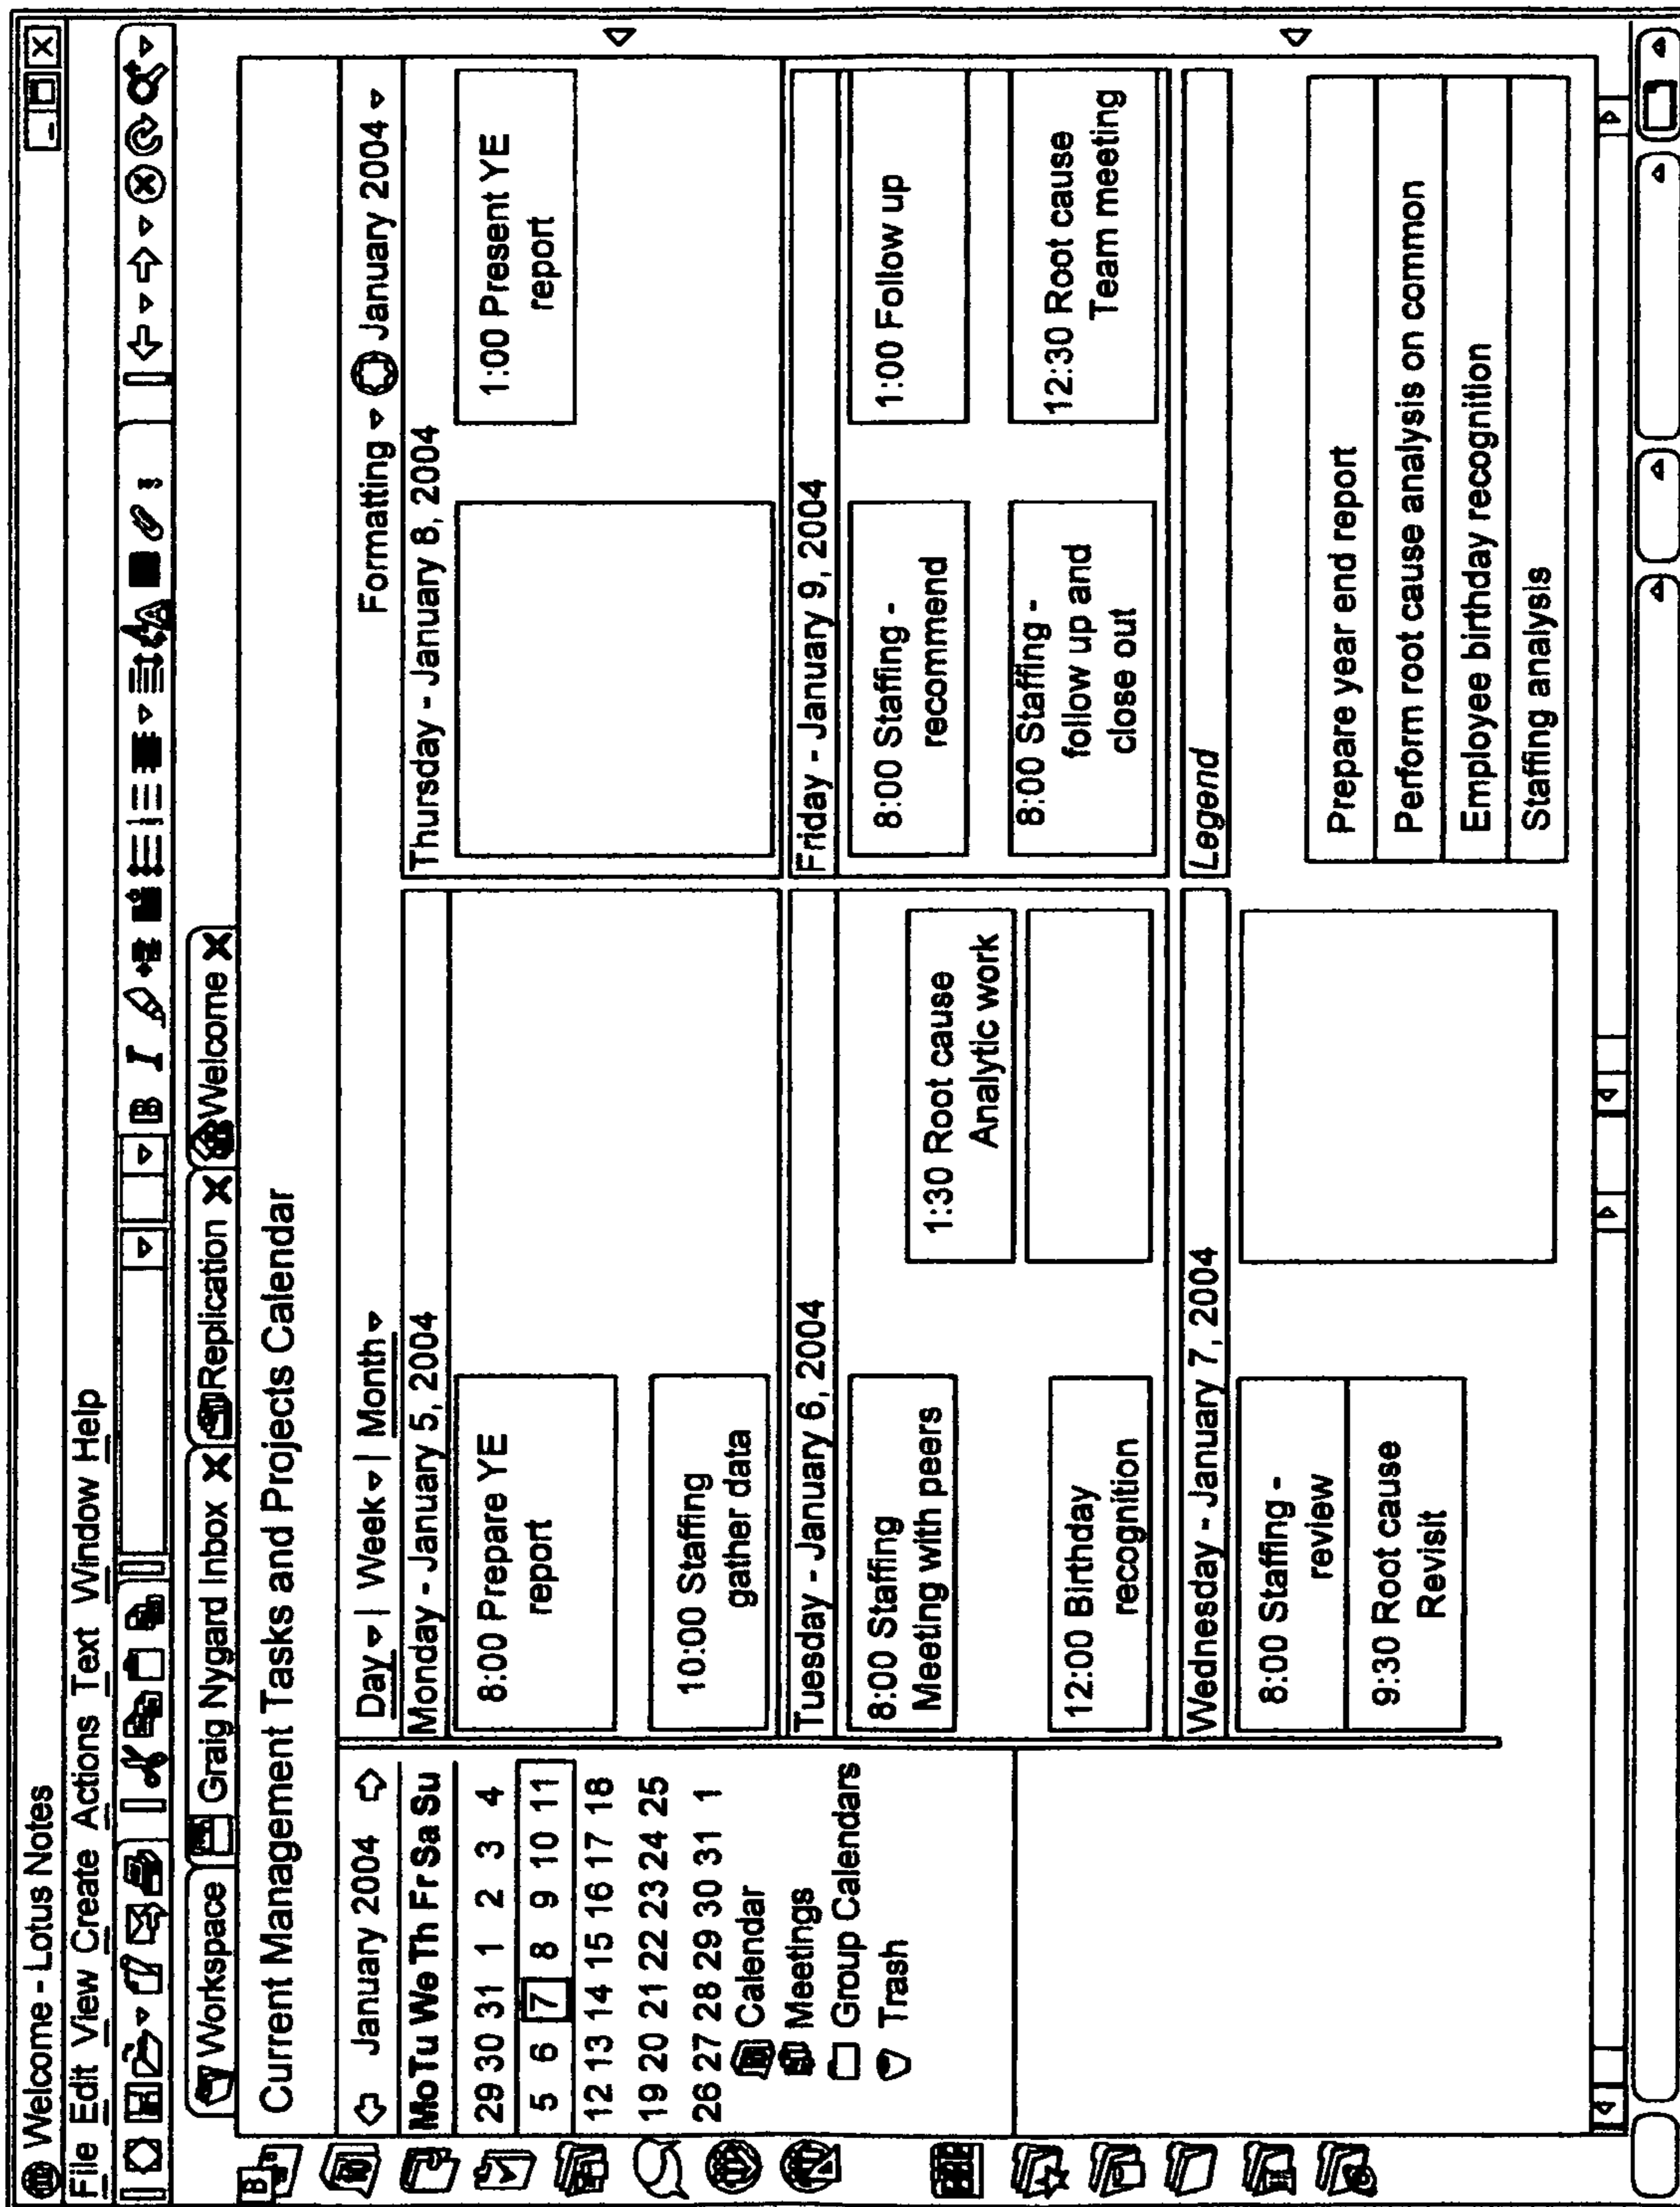 Welcome - Lotus Notes
File Edit View Create Actions Text Window Help
B I
Workspace Graig Nygard Inbox X Replication X Welcome X
Current Management Tasks and Projects Calendar
January 2004
Mo Tu We Th Fr Sa Su
29 30 31 1 2 3 4
5 6 7 8 9 10 11
12 13 14 15 16 17 18
19 20 21 22 23 24 25
26 27 28 29 30 31 1
Calendar
Meetings
Group Calendars
Trash
Day | Week | Month
Formatting January 2004
Monday - January 5, 2004
8:00 Prepare YE
report
10:00 Staffing
gather data
Tuesday - January 6, 2004
8:00 Staffing
Meeting with peers
1:30 Root cause
Analytic work
12:00 Birthday
recognition
Wednesday - January 7, 2004
8:00 Staffing -
review
9:30 Root cause
Revisit
Thursday - January 8, 2004
1:00 Present YE
report
Friday - January 9, 2004
8:00 Staffing -
recommend
1:00 Follow up
8:00 Staffing -
follow up and
close out
12:30 Root cause
Team meeting
Legend
Prepare year end report
Perform root cause analysis on common
Employee birthday recognition
Staffing analysis